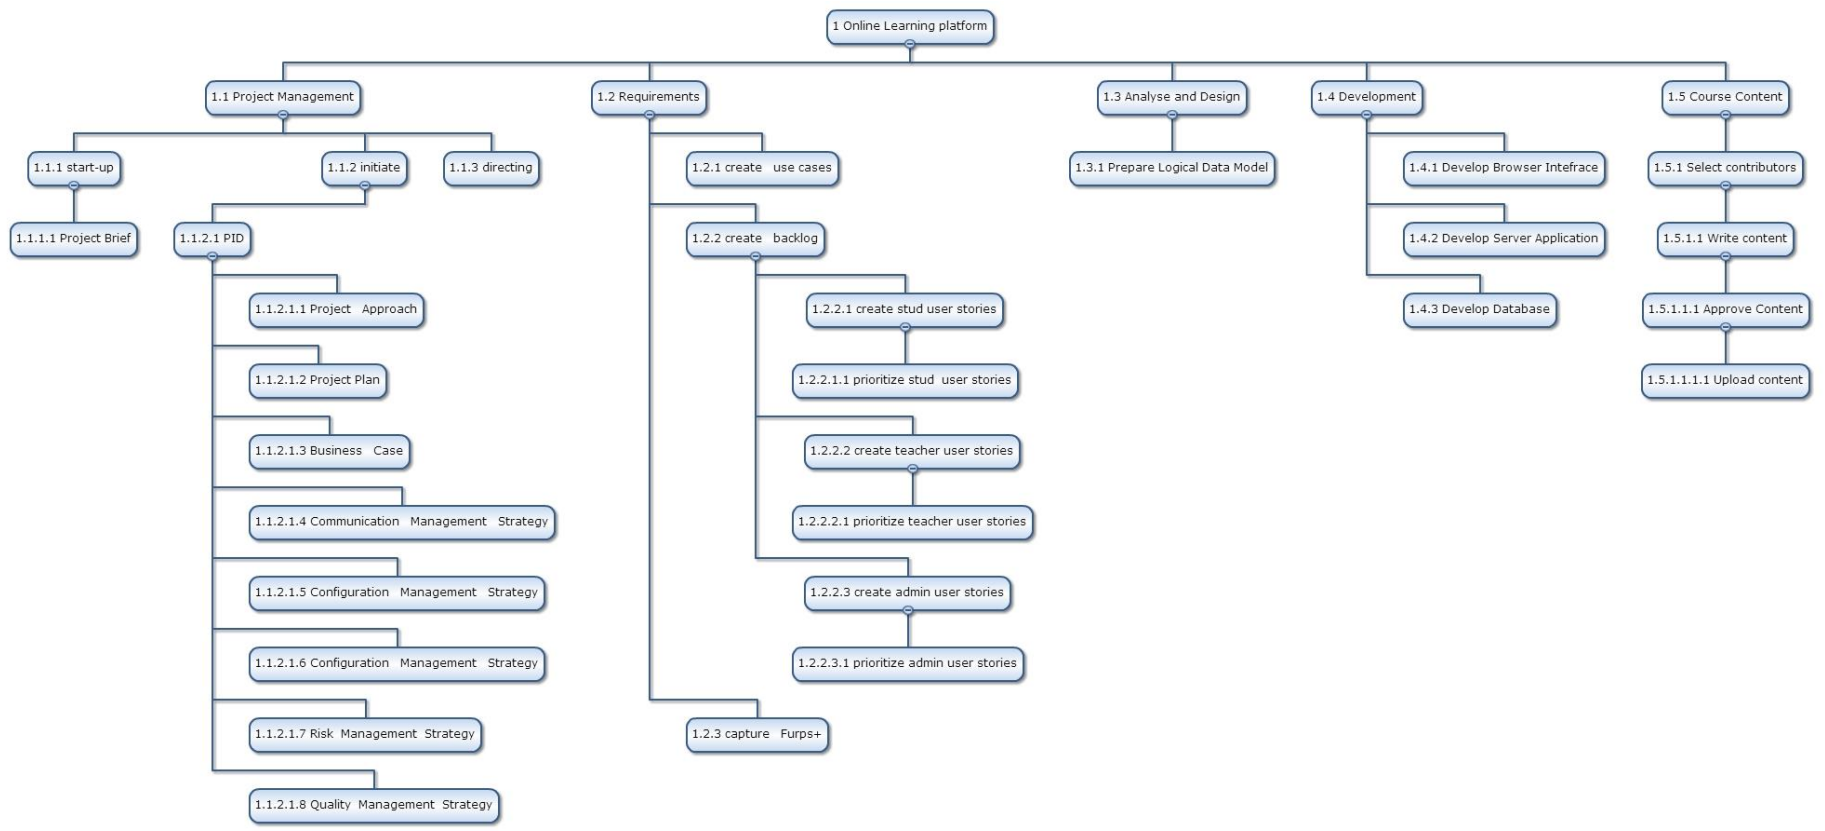 1 Online Learning platform
1.1 Project Management
1.2 Requirements
1.3 Analyse and Design
1.4 Development
1.5 Course Content
1.1.1 start-up
1.1.2 initiate
1.1.3 directing
1.2.1 create use cases
1.3.1 Prepare Logical Data Model
1.4.1 Develop Browser Intefrace
1.5.1 Select contributors
1.1.1.1 Project Brief
1.1.2.1 PID
1.2.2 create backlog
1.4.2 Develop Server Application
1.5.1.1 Write content
1.1.2.1.1 Project Approach
1.2.2.1 create stud user stories
1.4.3 Develop Database
1.5.1.1.1 Approve Content
1.1.2.1.2 Project Plan
1.2.2.1.1 prioritize stud user stories
1.5.1.1.1.1 Upload content
1.1.2.1.3 Business Case
1.2.2.2 create teacher user stories
1.1.2.1.4 Communication Management Strategy
1.2.2.2.1 prioritize teacher user stories
1.1.2.1.5 Configuration Management Strategy
1.2.2.3 create admin user stories
1.1.2.1.6 Configuration Management Strategy
1.2.2.3.1 prioritize admin user stories
1.1.2.1.7 Risk Management Strategy
1.2.3 capture Furps+
1.1.2.1.8 Quality Management Strategy